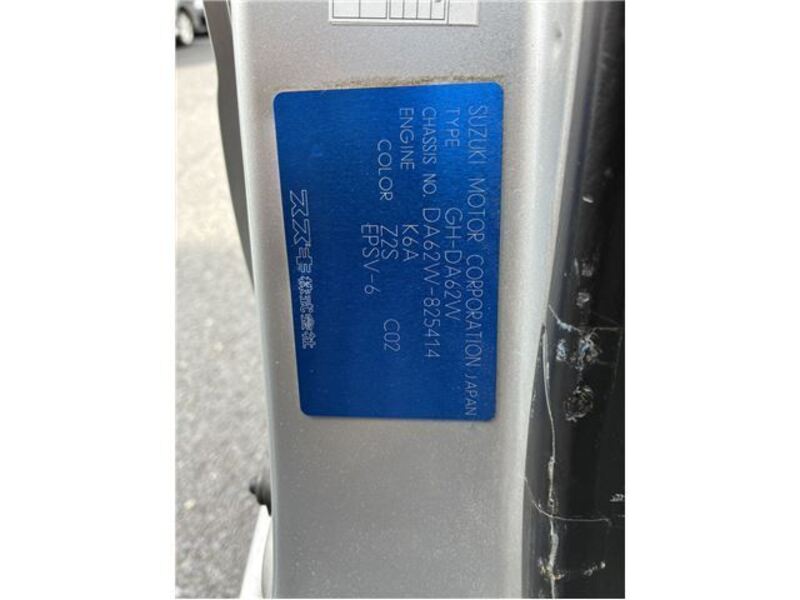 SUZUKI MOTOR CORPORATION JAPAN
TYPE GH-DA62W
CHASSIS NO. DA62W-825414
ENGINE K6A
COLOR Z2S C02
EPSV-6
スズキ株式会社